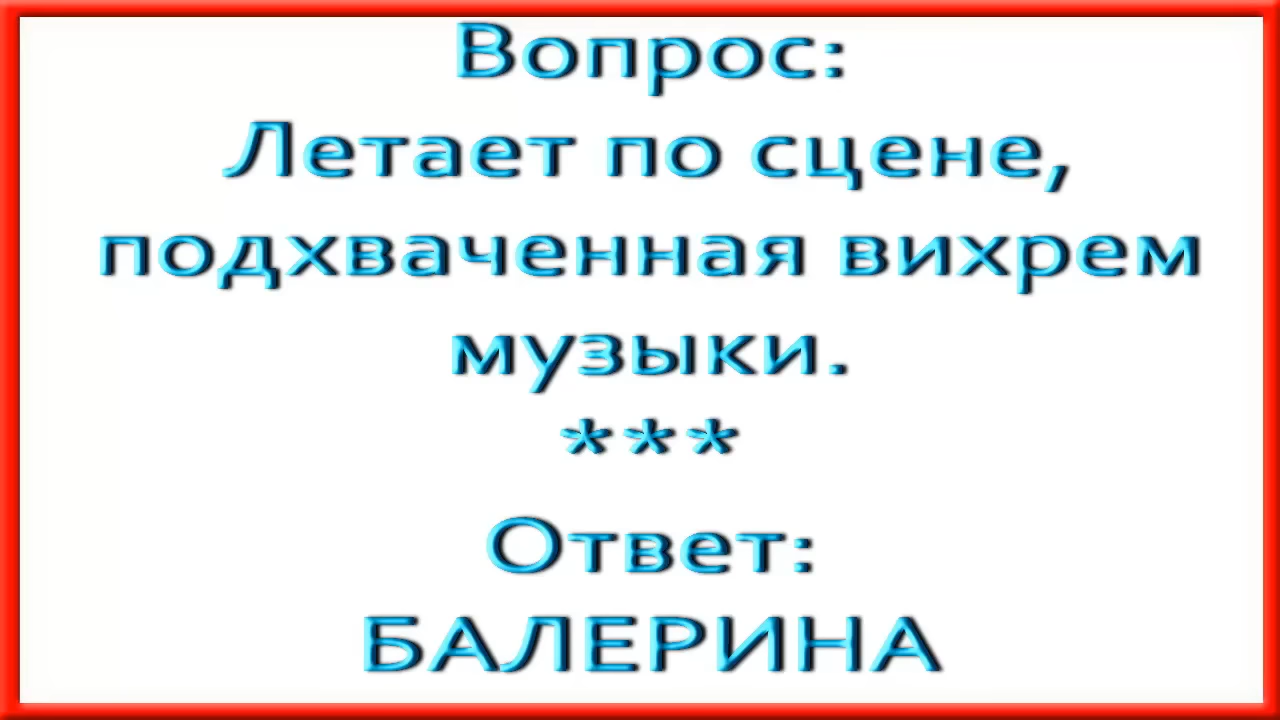 Вопрос:
Летает по сцене,
подхваченная вихрем
музыки.
***
Ответ:
БАЛЕРИНА